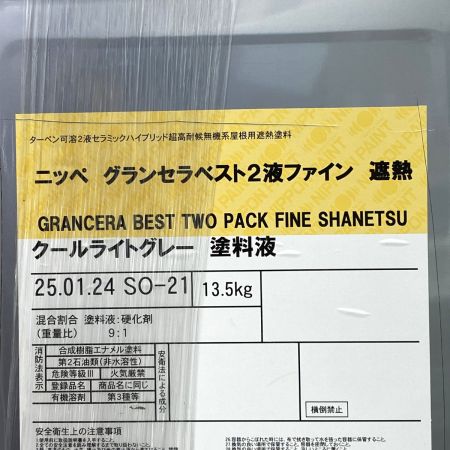 ターペン可溶2液セラミックハイブリッド超高耐候無機系屋根用遮熱塗料
ニッペ グランセラベスト2液ファイン 遮熱
GRANCERA BEST TWO PACK FINE SHANETSU
クールライトグレー 塗料液
25.01.24 SO-21 13.5kg
混合割合 塗料液:硬化剤
(重量比) 9:1
消防法表示
合成樹脂エナメル塗料
第2石油類(非水溶性)
危険等級Ⅲ 火気厳禁
登録品名 商品名に同じ
有機溶剤 第3種等
安衛法による成分
横倒禁止
安全衛生上の注意事項